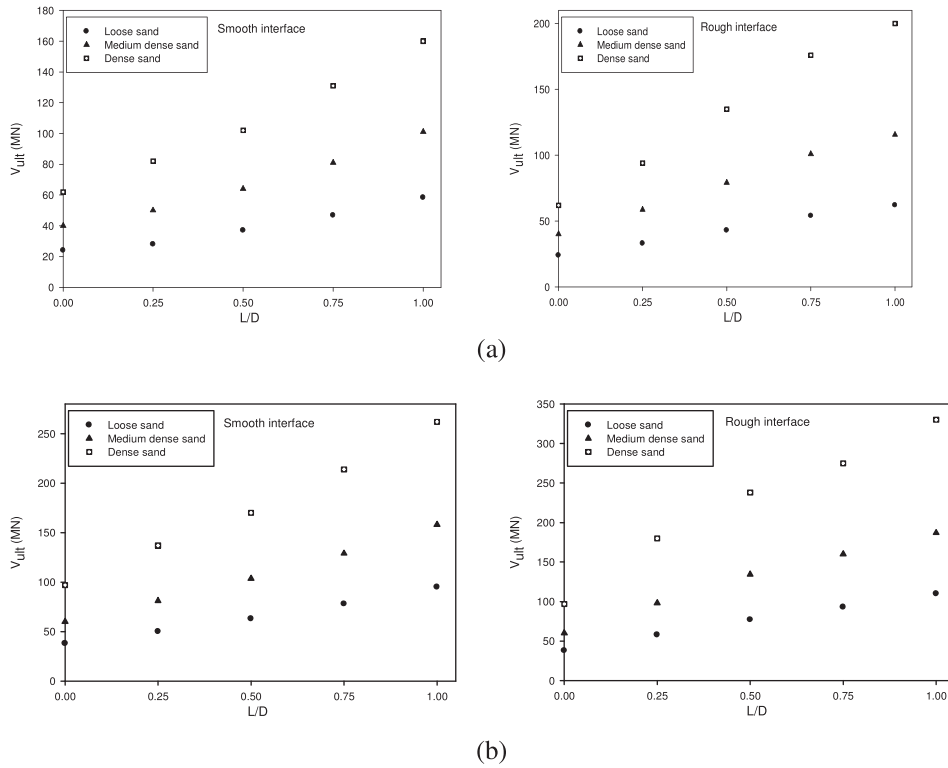 Smooth interface
Loose sand
Medium dense sand
Dense sand
V_ult (MN)
180
160
140
120
100
80
60
40
20
0
0.00 0.25 0.50 0.75 1.00
L/D
Rough interface
Loose sand
Medium dense sand
Dense sand
V_ult (MN)
200
150
100
50
0
0.00 0.25 0.50 0.75 1.00
L/D
(a)
Smooth interface
Loose sand
Medium dense sand
Dense sand
V_ult (MN)
250
200
150
100
50
0
0.00 0.25 0.50 0.75 1.00
L/D
Rough interface
Loose sand
Medium dense sand
Dense sand
V_ult (MN)
350
300
250
200
150
100
50
0
0.00 0.25 0.50 0.75 1.00
L/D
(b)